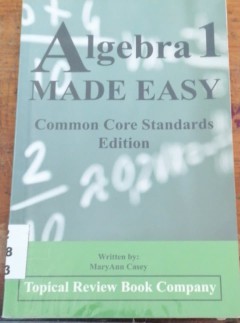 Algebra 1
MADE EASY
Common Core Standards
Edition
Written by:
MaryAnn Casey
Topical Review Book Company